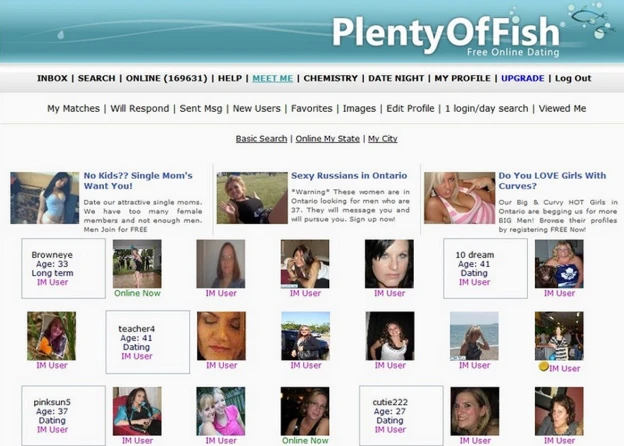 PlentyOfFish
Free Online Dating
INBOX | SEARCH | ONLINE (169631) | HELP | MEET ME | CHEMISTRY | DATE NIGHT | MY PROFILE | UPGRADE | Log Out
My Matches | Will Respond | Sent Msg | New Users | Favorites | Images | Edit Profile | 1 login/day search | Viewed Me
Basic Search | Online My State | My City
No Kids?? Single Mom's
Want You!
Date our attractive single moms.
We have too many female
members and not enough men.
Men Join for FREE
Sexy Russians in Ontario
*Warning* These women are in
Ontario looking for men who are
37. They will message you and
will pursue you. Sign up now!
Do You LOVE Girls With
Curves?
Our Big & Curvy HOT Girls in
Ontario are begging us for more
BIG Men! Browse their profiles
by registering FREE Now!
Browneye
Age: 33
Long term
IM User
Online Now
IM User
IM User
IM User
10 dream
Age: 41
Dating
IM User
IM User
IM User
teacher4
Age: 41
Dating
IM User
IM User
IM User
IM User
IM User
IM User
pinksun5
Age: 37
Dating
IM User
IM User
IM User
Online Now
cutie222
Age: 27
Dating
IM User
IM User
IM User